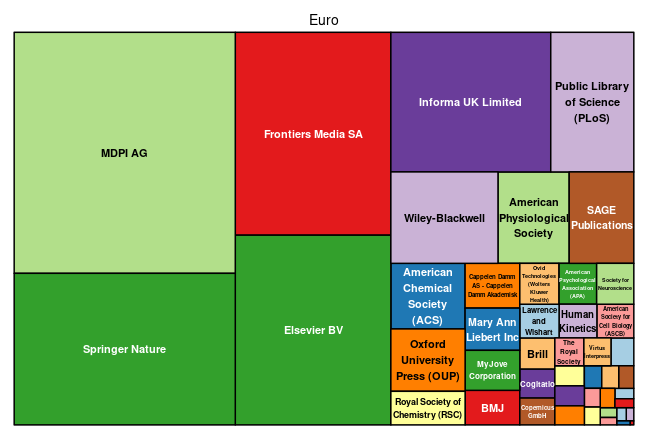 Euro
MDPI AG
Springer Nature
Frontiers Media SA
Elsevier BV
Informa UK Limited
Public Library
of Science
(PLoS)
Wiley-Blackwell
American
Physiological
Society
SAGE
Publications
American
Chemical
Society
(ACS)
Oxford
University
Press (OUP)
Royal Society of
Chemistry (RSC)
Cappelen Damm
AS - Cappelen
Damm Akademisk
Mary Ann
Liebert Inc
MyJove
Corporation
BMJ
Ovid
Technologies
(Wolters
Kluwer
Health)
American
Psychological
Association
(APA)
Society for
Neuroscience
Lawrence
and
Wishart
Human
Kinetics
American
Society for
Cell Biology
(ASCB)
Brill
The
Royal
Society
Virtus
Interpress
Cogitatio
Copernicus
GmbH